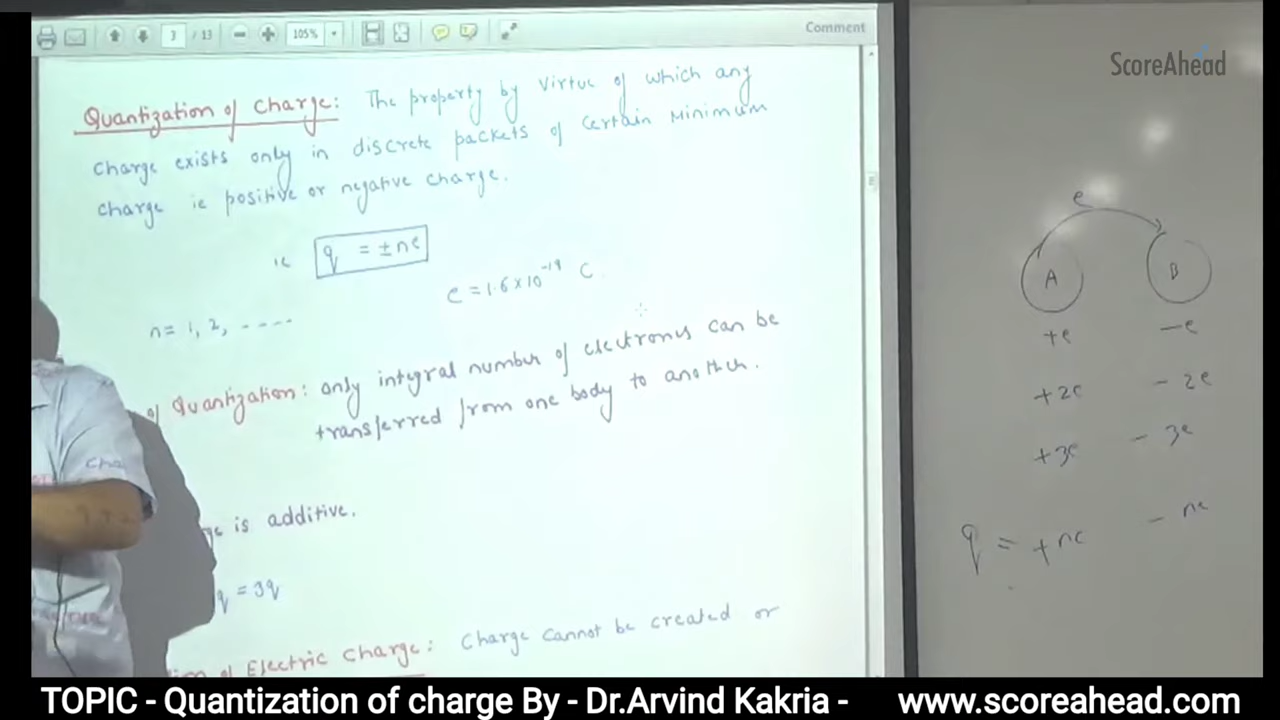 3 / 13
105%
Comment
ScoreAhead
Quantization of charge: The property by virtue of which any
charge exists only in discrete packets of certain minimum
charge ie positive or negative charge.
ie q = ±ne
e = 1.6×10⁻¹⁹ C
n= 1, 2, -----
of Quantization: only integral number of electrons can be
transferred from one body to another.
ge is additive.
q = 3q
of Electric charge: charge cannot be created or
e
A B
+e -e
+2e - 2e
+3e - 3e
q = +ne - ne
TOPIC - Quantization of charge By - Dr.Arvind Kakria - www.scoreahead.com